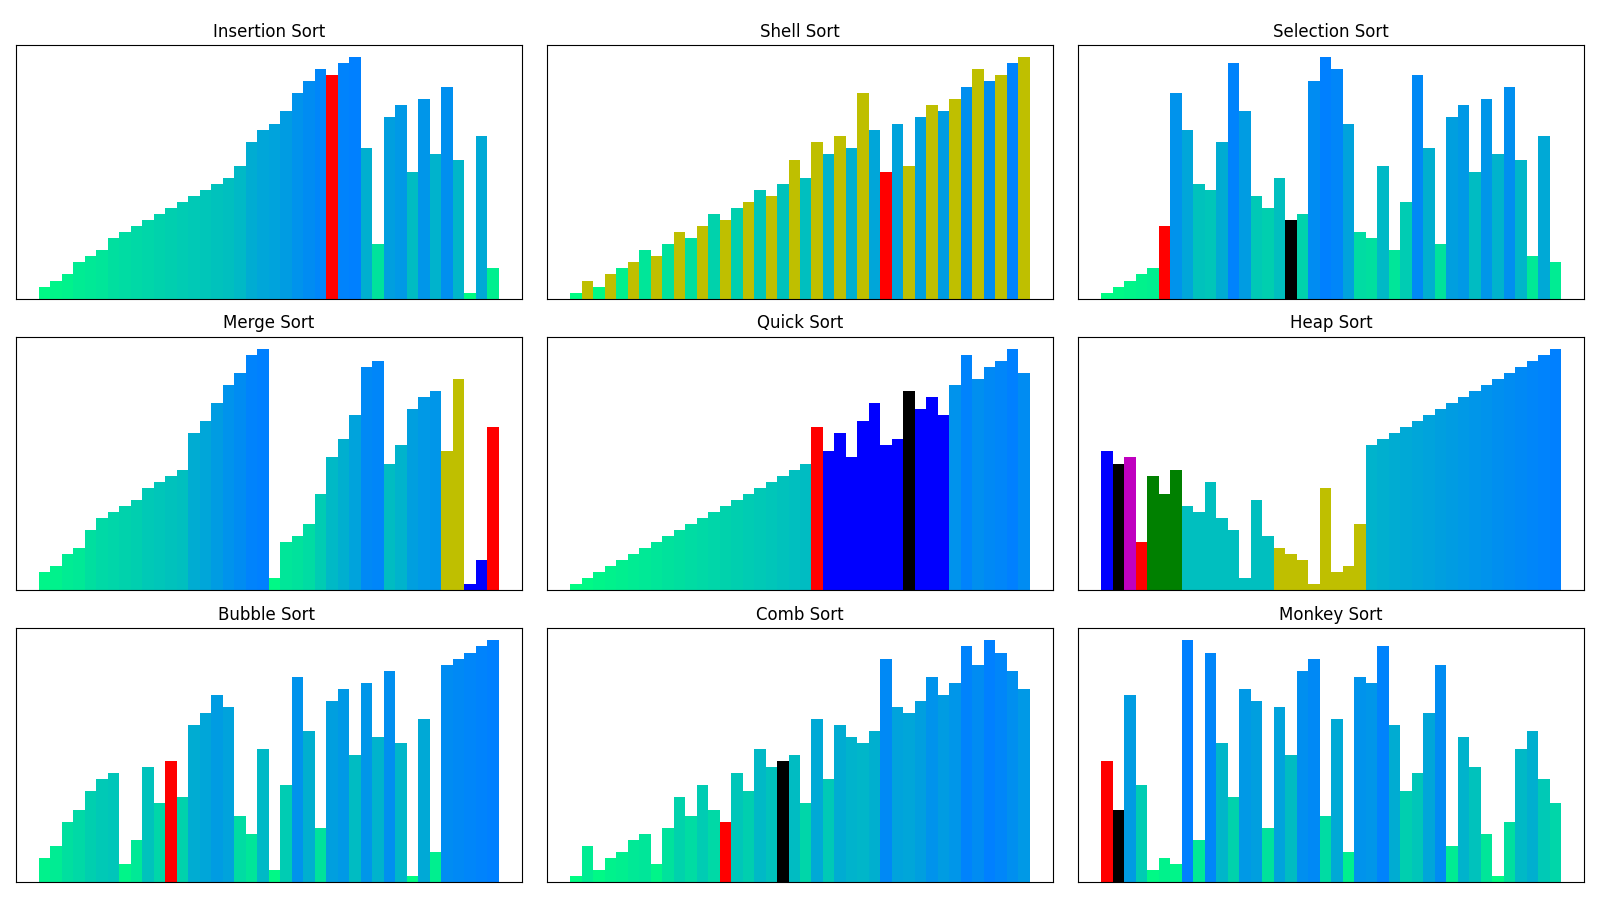 Insertion Sort
Shell Sort
Selection Sort
Merge Sort
Quick Sort
Heap Sort
Bubble Sort
Comb Sort
Monkey Sort